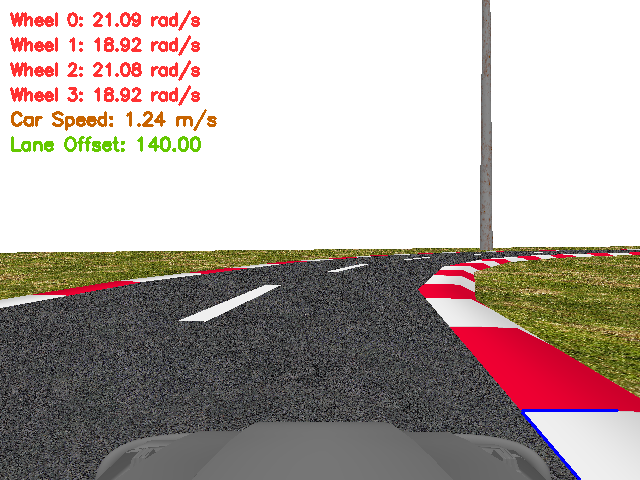 Wheel 0: 21.09 rad/s
Wheel 1: 18.92 rad/s
Wheel 2: 21.08 rad/s
Wheel 3: 18.92 rad/s
Car Speed: 1.24 m/s
Lane Offset: 140.00